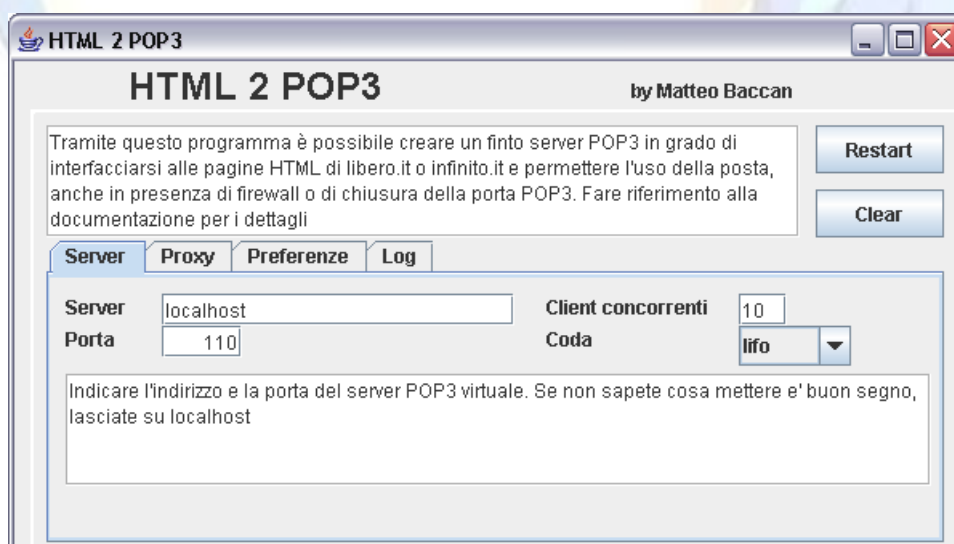 HTML 2 POP3
HTML 2 POP3
by Matteo Baccan
Tramite questo programma è possibile creare un finto server POP3 in grado di
interfacciarsi alle pagine HTML di libero.it o infinito.it e permettere l'uso della posta,
anche in presenza di firewall o di chiusura della porta POP3. Fare riferimento alla
documentazione per i dettagli
Restart
Clear
Server Proxy Preferenze Log
Server localhost Client concorrenti 10
Porta 110 Coda lifo
Indicare l'indirizzo e la porta del server POP3 virtuale. Se non sapete cosa mettere e' buon segno,
lasciate su localhost